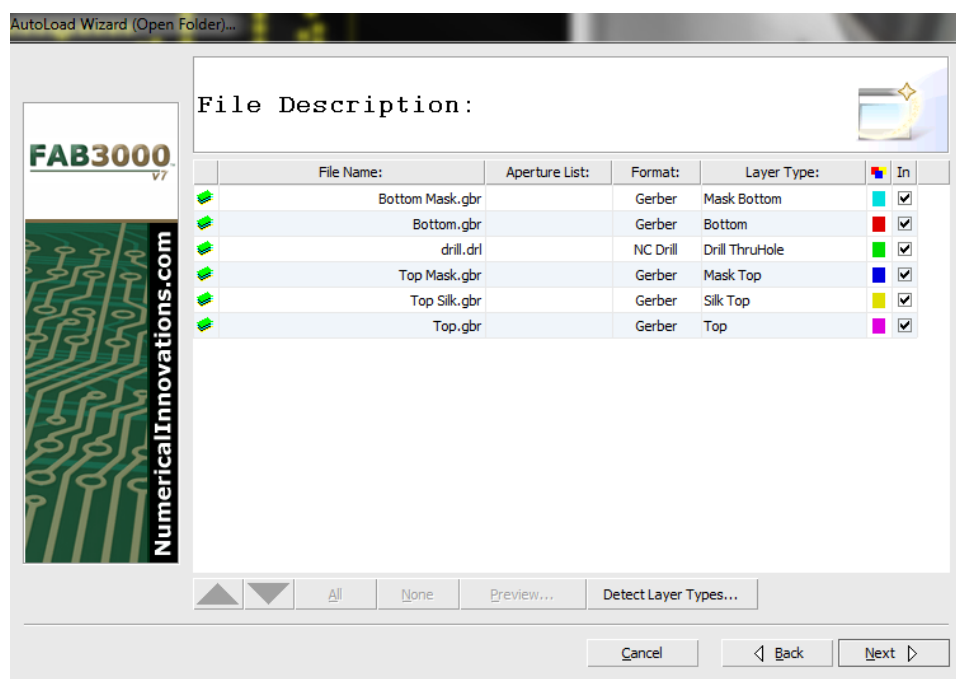 AutoLoad Wizard (Open Folder)...
File Description:
FAB3000
V7
NumericalInnovations.com
File Name: Aperture List: Format: Layer Type: In
Bottom Mask.gbr Gerber Mask Bottom
Bottom.gbr Gerber Bottom
drill.drl NC Drill Drill ThruHole
Top Mask.gbr Gerber Mask Top
Top Silk.gbr Gerber Silk Top
Top.gbr Gerber Top
All None Preview... Detect Layer Types...
Cancel Back Next